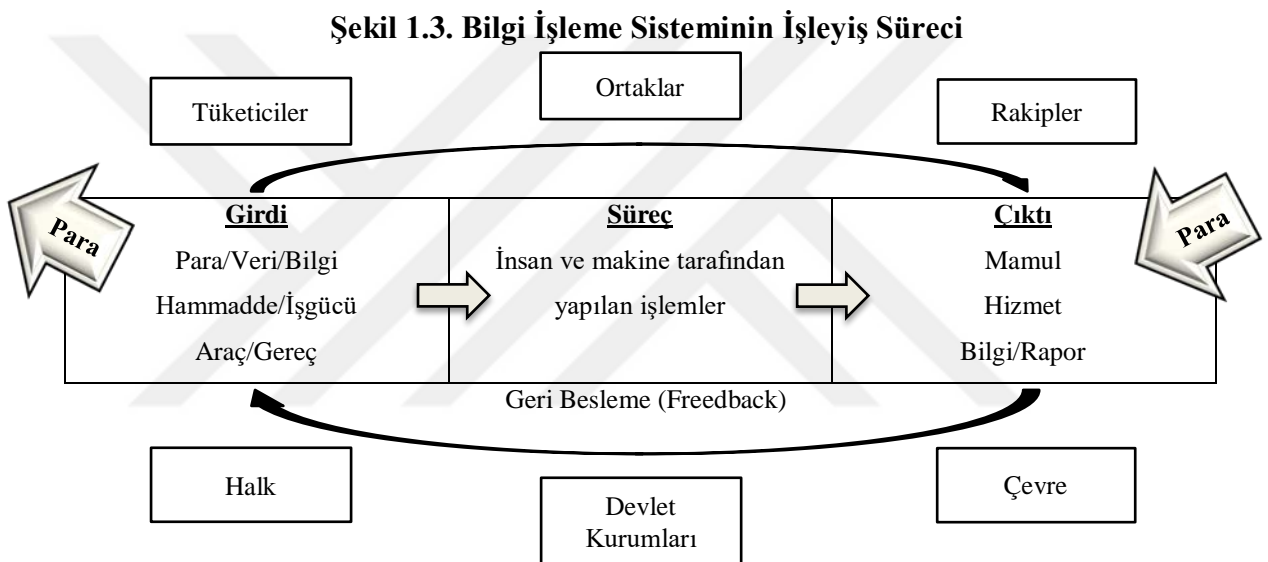 Şekil 1.3. Bilgi İşleme Sisteminin İşleyiş Süreci
Tüketiciler
Ortaklar
Rakipler
Para
Girdi
Para/Veri/Bilgi
Hammadde/İşgücü
Araç/Gereç
Süreç
İnsan ve makine tarafından
yapılan işlemler
Çıktı
Mamul
Hizmet
Bilgi/Rapor
Para
Geri Besleme (Freedback)
Halk
Devlet
Kurumları
Çevre